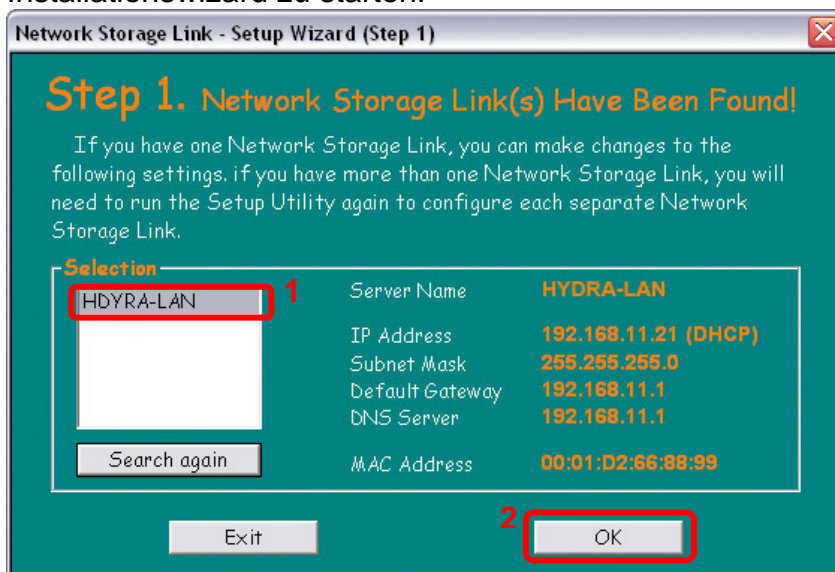 Installationswizard zu starten.
Network Storage Link - Setup Wizard (Step 1)
Step 1. Network Storage Link(s) Have Been Found!
If you have one Network Storage Link, you can make changes to the
following settings. if you have more than one Network Storage Link, you will
need to run the Setup Utility again to configure each separate Network
Storage Link.
Selection
HDYRA-LAN 1
Server Name HYDRA-LAN
IP Address 192.168.11.21 (DHCP)
Subnet Mask 255.255.255.0
Default Gateway 192.168.11.1
DNS Server 192.168.11.1
Search again
MAC Address 00:01:D2:66:88:99
Exit
2 OK